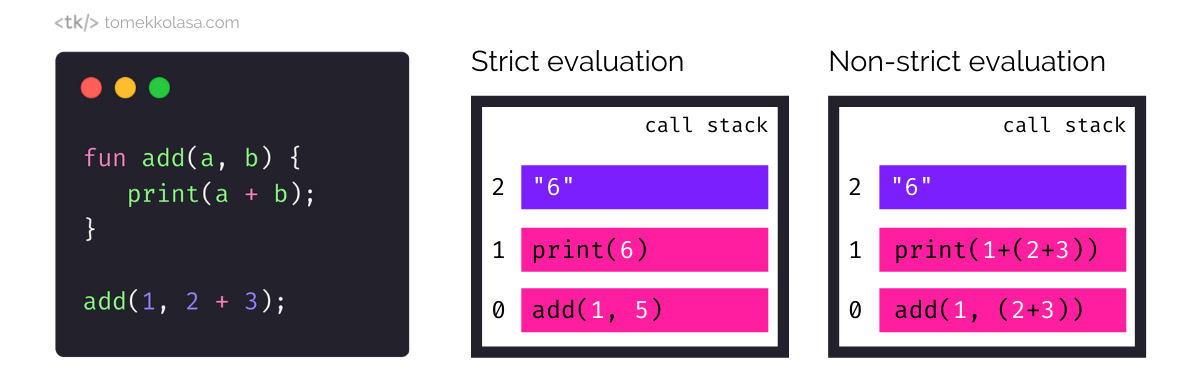 <tk/> tomekkolasa.com
fun add(a, b) {
print(a + b);
}
add(1, 2 + 3);
Strict evaluation
call stack
2 "6"
1 print(6)
0 add(1, 5)
Non-strict evaluation
call stack
2 "6"
1 print(1+(2+3))
0 add(1, (2+3))